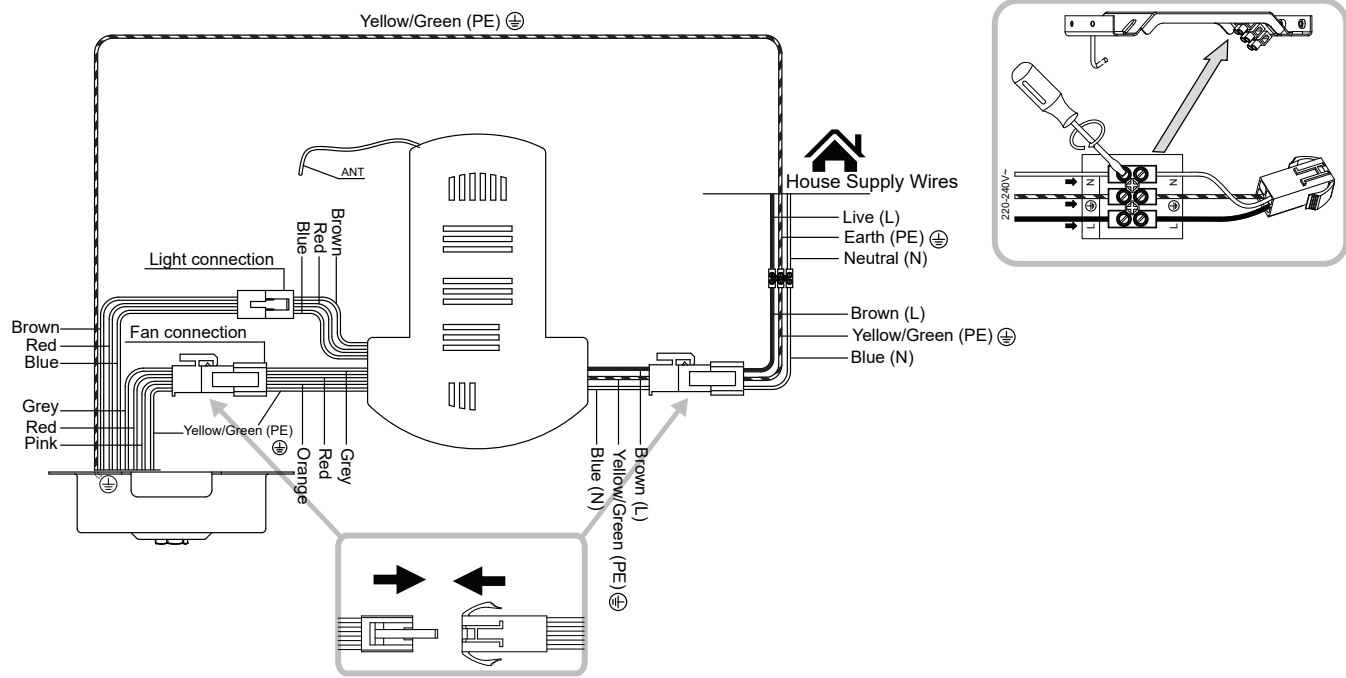 Yellow/Green (PE)
ANT
House Supply Wires
Live (L)
Earth (PE)
Neutral (N)
Brown (L)
Yellow/Green (PE)
Blue (N)
Light connection
Blue
Red
Brown
Brown
Red
Blue
Fan connection
Grey
Red
Pink
Yellow/Green (PE)
Orange
Red
Grey
Blue (N)
Yellow/Green (PE)
Brown (L)
220-240V~
N
N
L
L